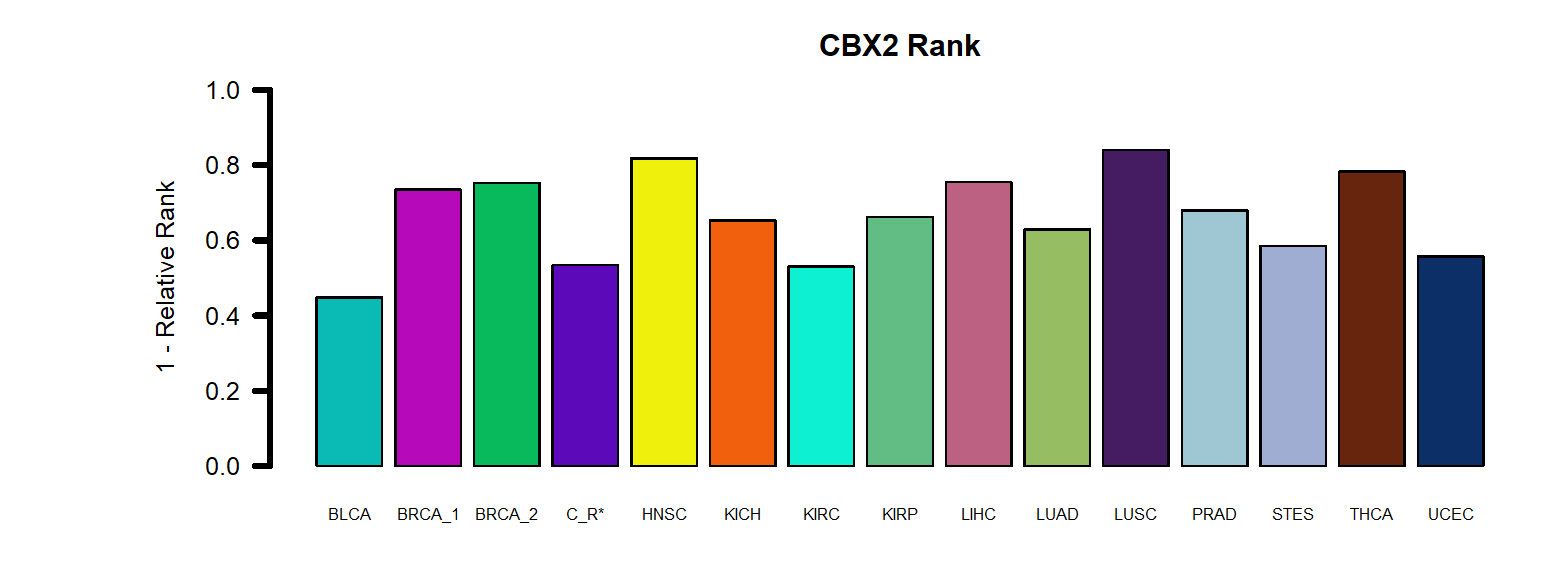 CBX2 Rank
1 - Relative Rank
1.0
0.8
0.6
0.4
0.2
0.0
BLCA BRCA_1 BRCA_2 C_R* HNSC KICH KIRC KIRP LIHC LUAD LUSC PRAD STES THCA UCEC